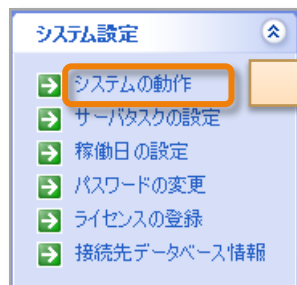 システム設定
システムの動作
サーバタスクの設定
稼働日の設定
パスワードの変更
ライセンスの登録
接続先データベース情報